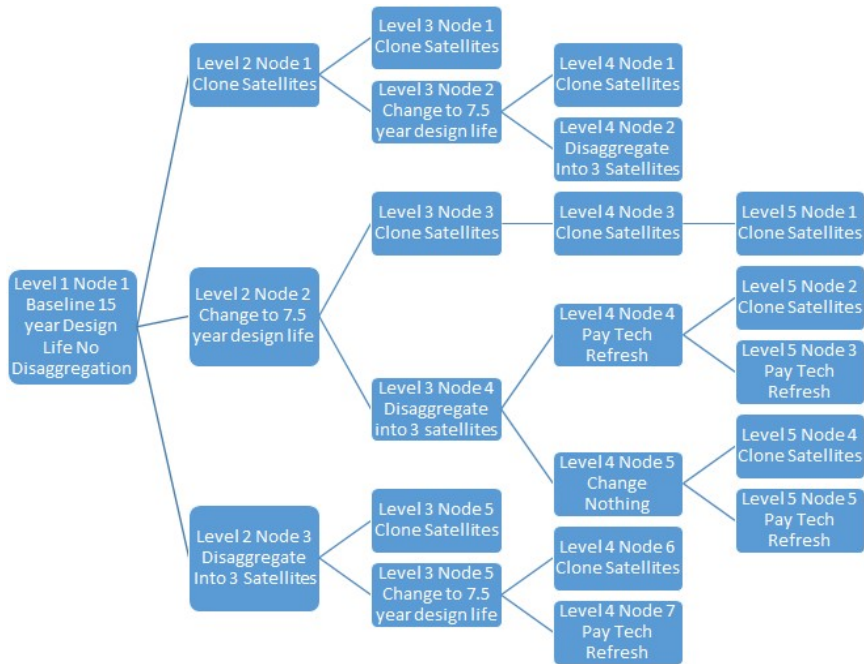 Level 1 Node 1
Baseline 15
year Design
Life No
Disaggregation
Level 2 Node 1
Clone Satellites
Level 2 Node 2
Change to 7.5
year design life
Level 2 Node 3
Disaggregate
Into 3 Satellites
Level 3 Node 1
Clone Satellites
Level 3 Node 2
Change to 7.5
year design life
Level 3 Node 3
Clone Satellites
Level 3 Node 4
Disaggregate
into 3 satellites
Level 3 Node 5
Clone Satellites
Level 3 Node 5
Change to 7.5
year design life
Level 4 Node 1
Clone Satellites
Level 4 Node 2
Disaggregate
Into 3 Satellites
Level 4 Node 3
Clone Satellites
Level 4 Node 4
Pay Tech
Refresh
Level 4 Node 5
Change
Nothing
Level 4 Node 6
Clone Satellites
Level 4 Node 7
Pay Tech
Refresh
Level 5 Node 1
Clone Satellites
Level 5 Node 2
Clone Satellites
Level 5 Node 3
Pay Tech
Refresh
Level 5 Node 4
Clone Satellites
Level 5 Node 5
Pay Tech
Refresh